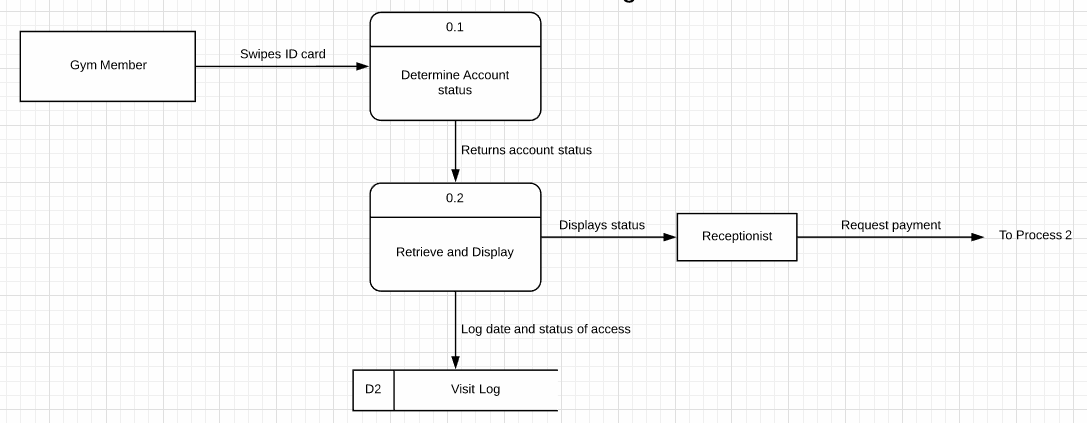 0.1
Gym Member
Swipes ID card
Determine Account
status
Returns account status
0.2
Retrieve and Display
Displays status
Receptionist
Request payment
To Process 2
Log date and status of access
D2
Visit Log